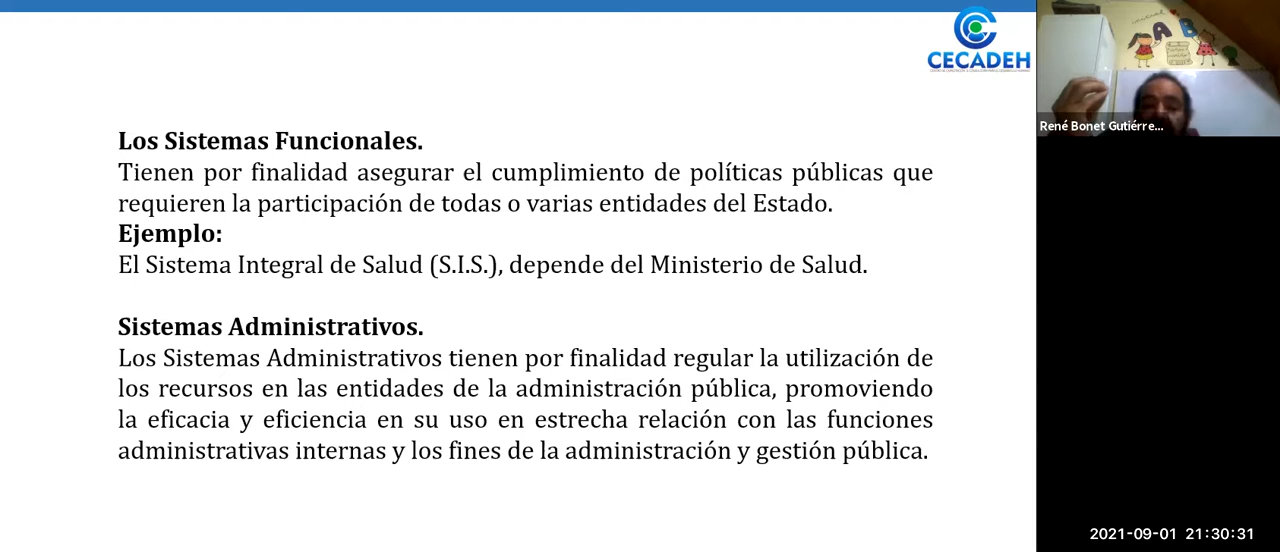 CECADEH
Los Sistemas Funcionales.
Tienen por finalidad asegurar el cumplimiento de políticas públicas que
requieren la participación de todas o varias entidades del Estado.
Ejemplo:
El Sistema Integral de Salud (S.I.S.), depende del Ministerio de Salud.
Sistemas Administrativos.
Los Sistemas Administrativos tienen por finalidad regular la utilización de
los recursos en las entidades de la administración pública, promoviendo
la eficacia y eficiencia en su uso en estrecha relación con las funciones
administrativas internas y los fines de la administración y gestión pública.
A B
René Bonet Gutiérre...
2021-09-01 21:30:31